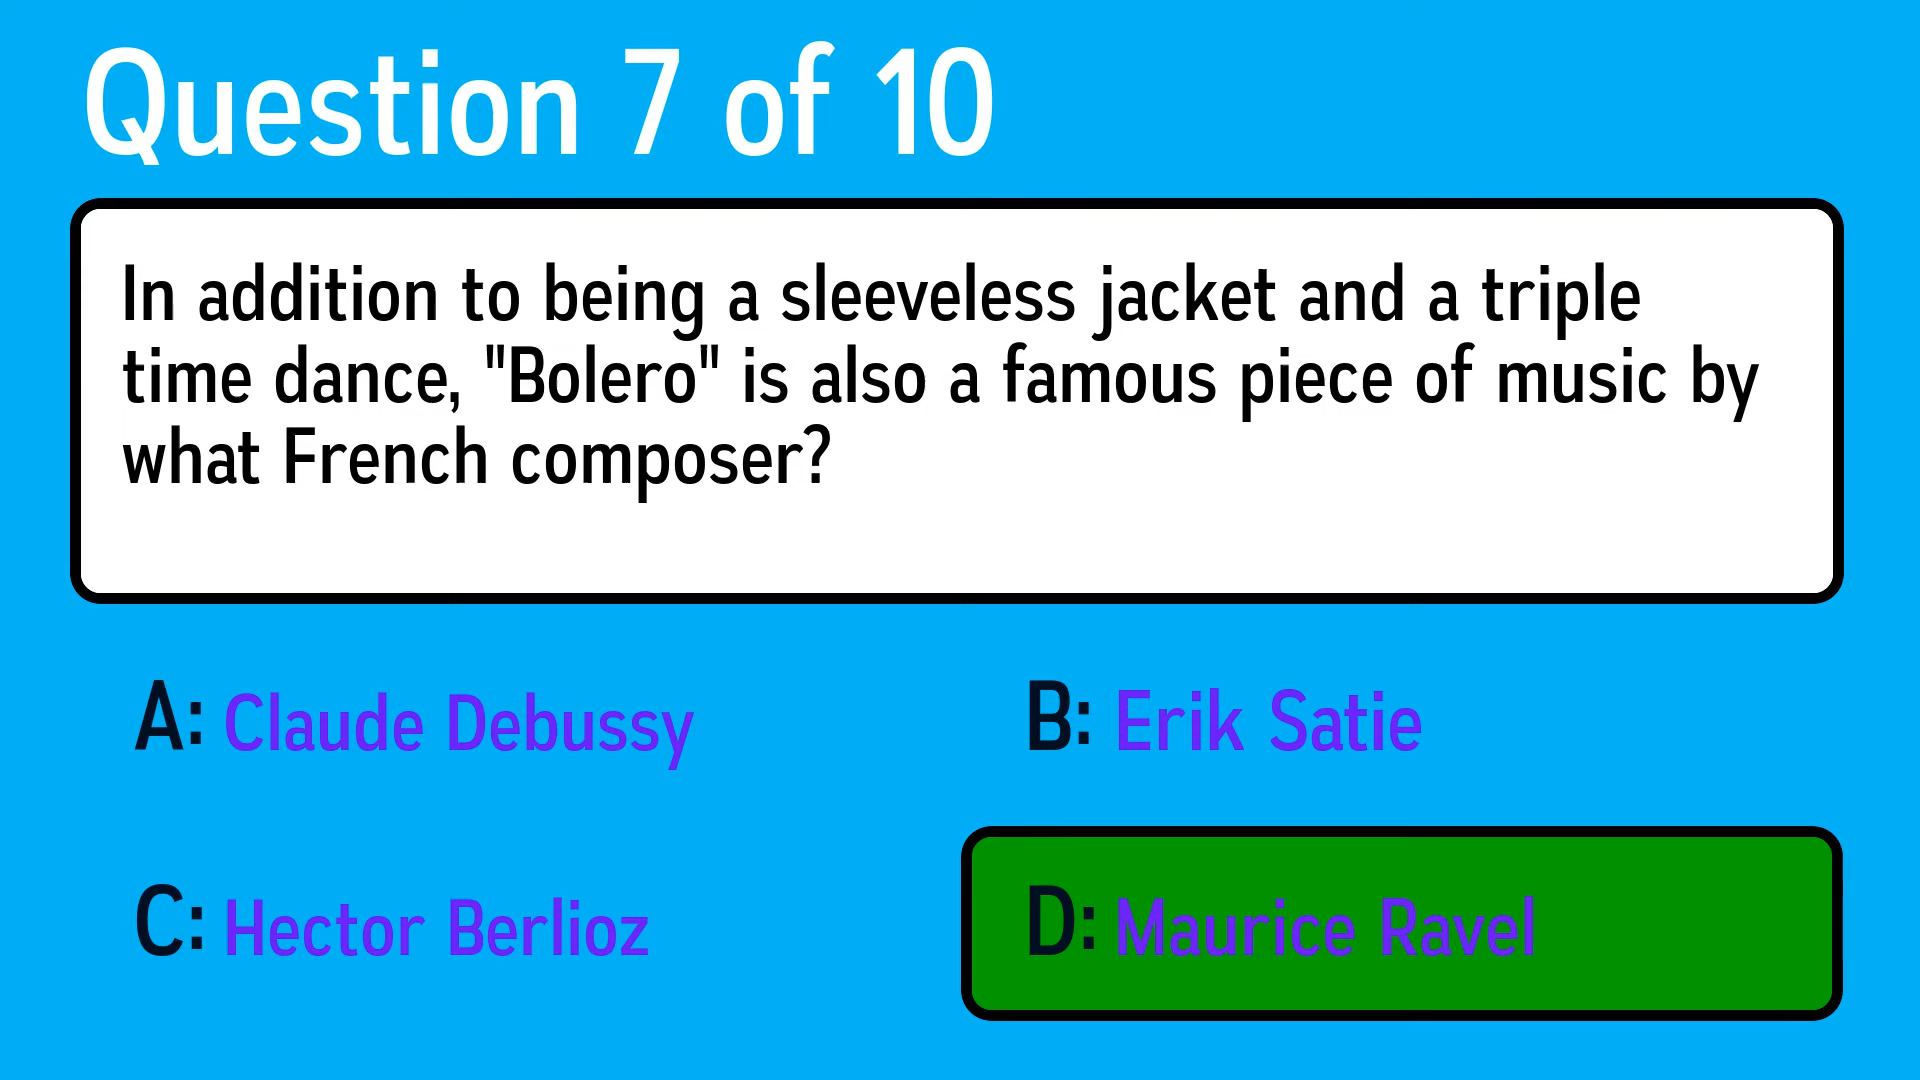 Question 7 of 10
In addition to being a sleeveless jacket and a triple
time dance, "Bolero" is also a famous piece of music by
what French composer?
A: Claude Debussy
B: Erik Satie
C: Hector Berlioz
D: Maurice Ravel